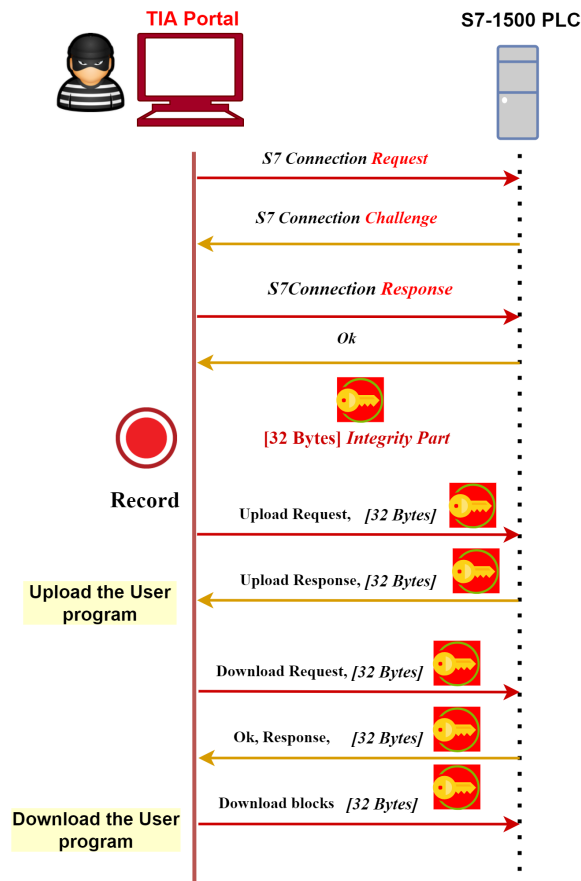 TIA Portal
S7-1500 PLC
S7 Connection Request
S7 Connection Challenge
S7Connection Response
Ok
[32 Bytes] Integrity Part
Record
Upload Request, [32 Bytes]
Upload Response, [32 Bytes]
Upload the User
program
Download Request, [32 Bytes]
Ok, Response, [32 Bytes]
Download blocks [32 Bytes]
Download the User
program